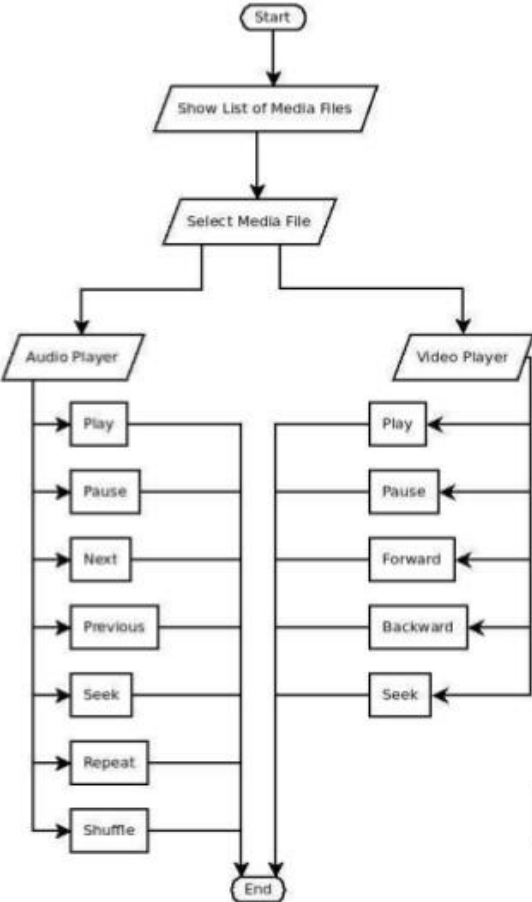 Start
Show List of Media Files
Select Media File
Audio Player
Video Player
Play
Pause
Next
Previous
Seek
Repeat
Shuffle
Play
Pause
Forward
Backward
Seek
End